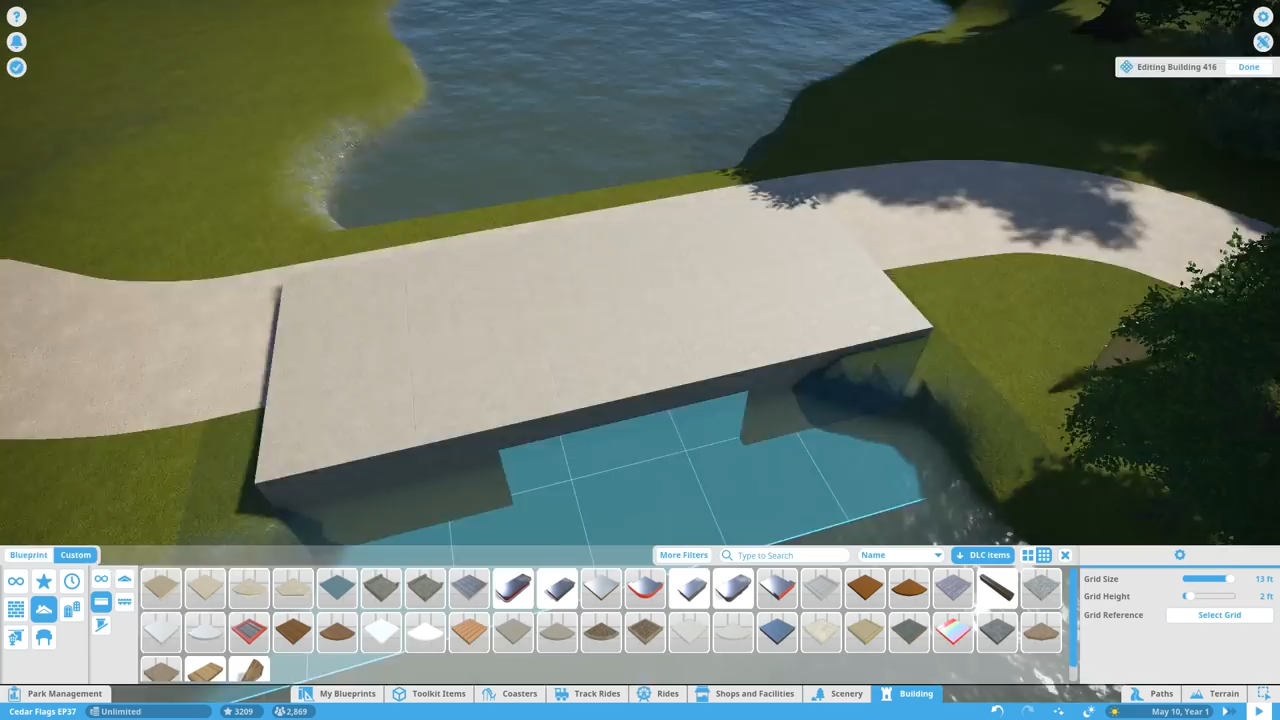 ?
Editing Building 416 Done
Blueprint Custom
More Filters Type to Search Name DLC Items
Grid Size 13 ft
Grid Height 2 ft
Grid Reference Select Grid
Park Management My Blueprints Toolkit Items Coasters Track Rides Rides Shops and Facilities Scenery Building Paths Terrain
Cedar Flags EP37 Unlimited 3209 2,869 May 10, Year 1